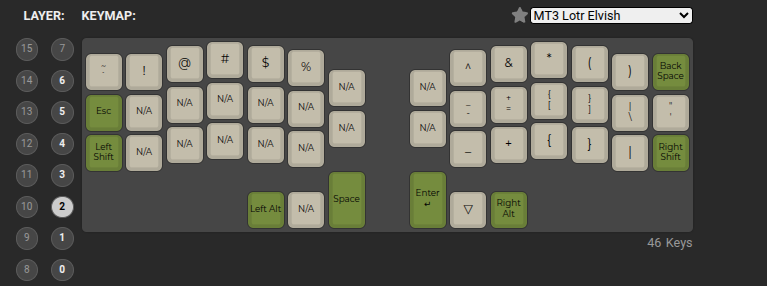 LAYER: KEYMAP: MT3 Lotr Elvish
15 7
14 6
13 5
12 4
11 3
10 2
9 1
8 0
~ ` ! @ # $ % ^ & * ( ) Back Space
N/A N/A
Esc N/A N/A N/A N/A N/A _ - + = { [ } ] | \ " '
N/A N/A
Left Shift N/A N/A N/A N/A N/A _ + { } | Right Shift
Left Alt N/A Space Enter ↵ ▽ Right Alt
46 Keys